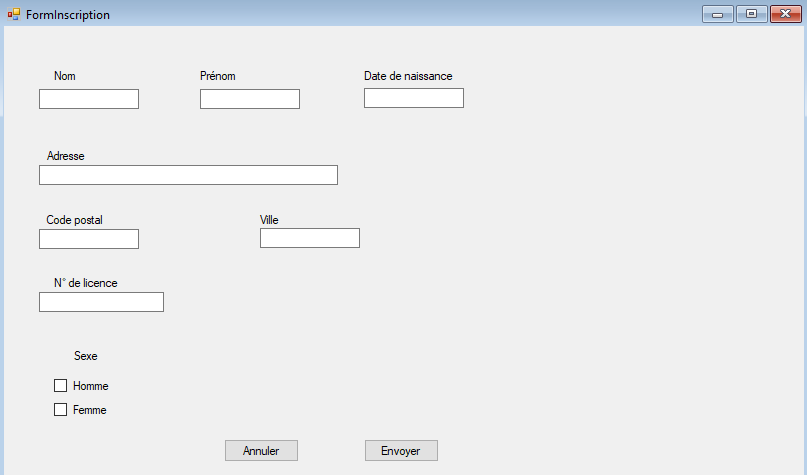 FormInscription
Nom Prénom Date de naissance
Adresse
Code postal Ville
N° de licence
Sexe
Homme
Femme
Annuler Envoyer